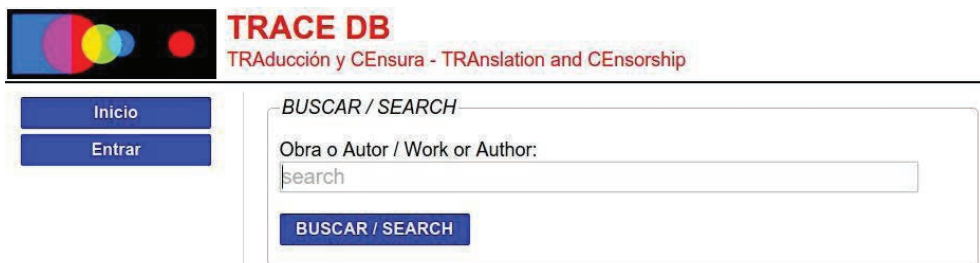 TRACE DB
TRAducción y CEnsura - TRAnslation and CEnsorship
Inicio
Entrar
BUSCAR / SEARCH
Obra o Autor / Work or Author:
search
BUSCAR / SEARCH